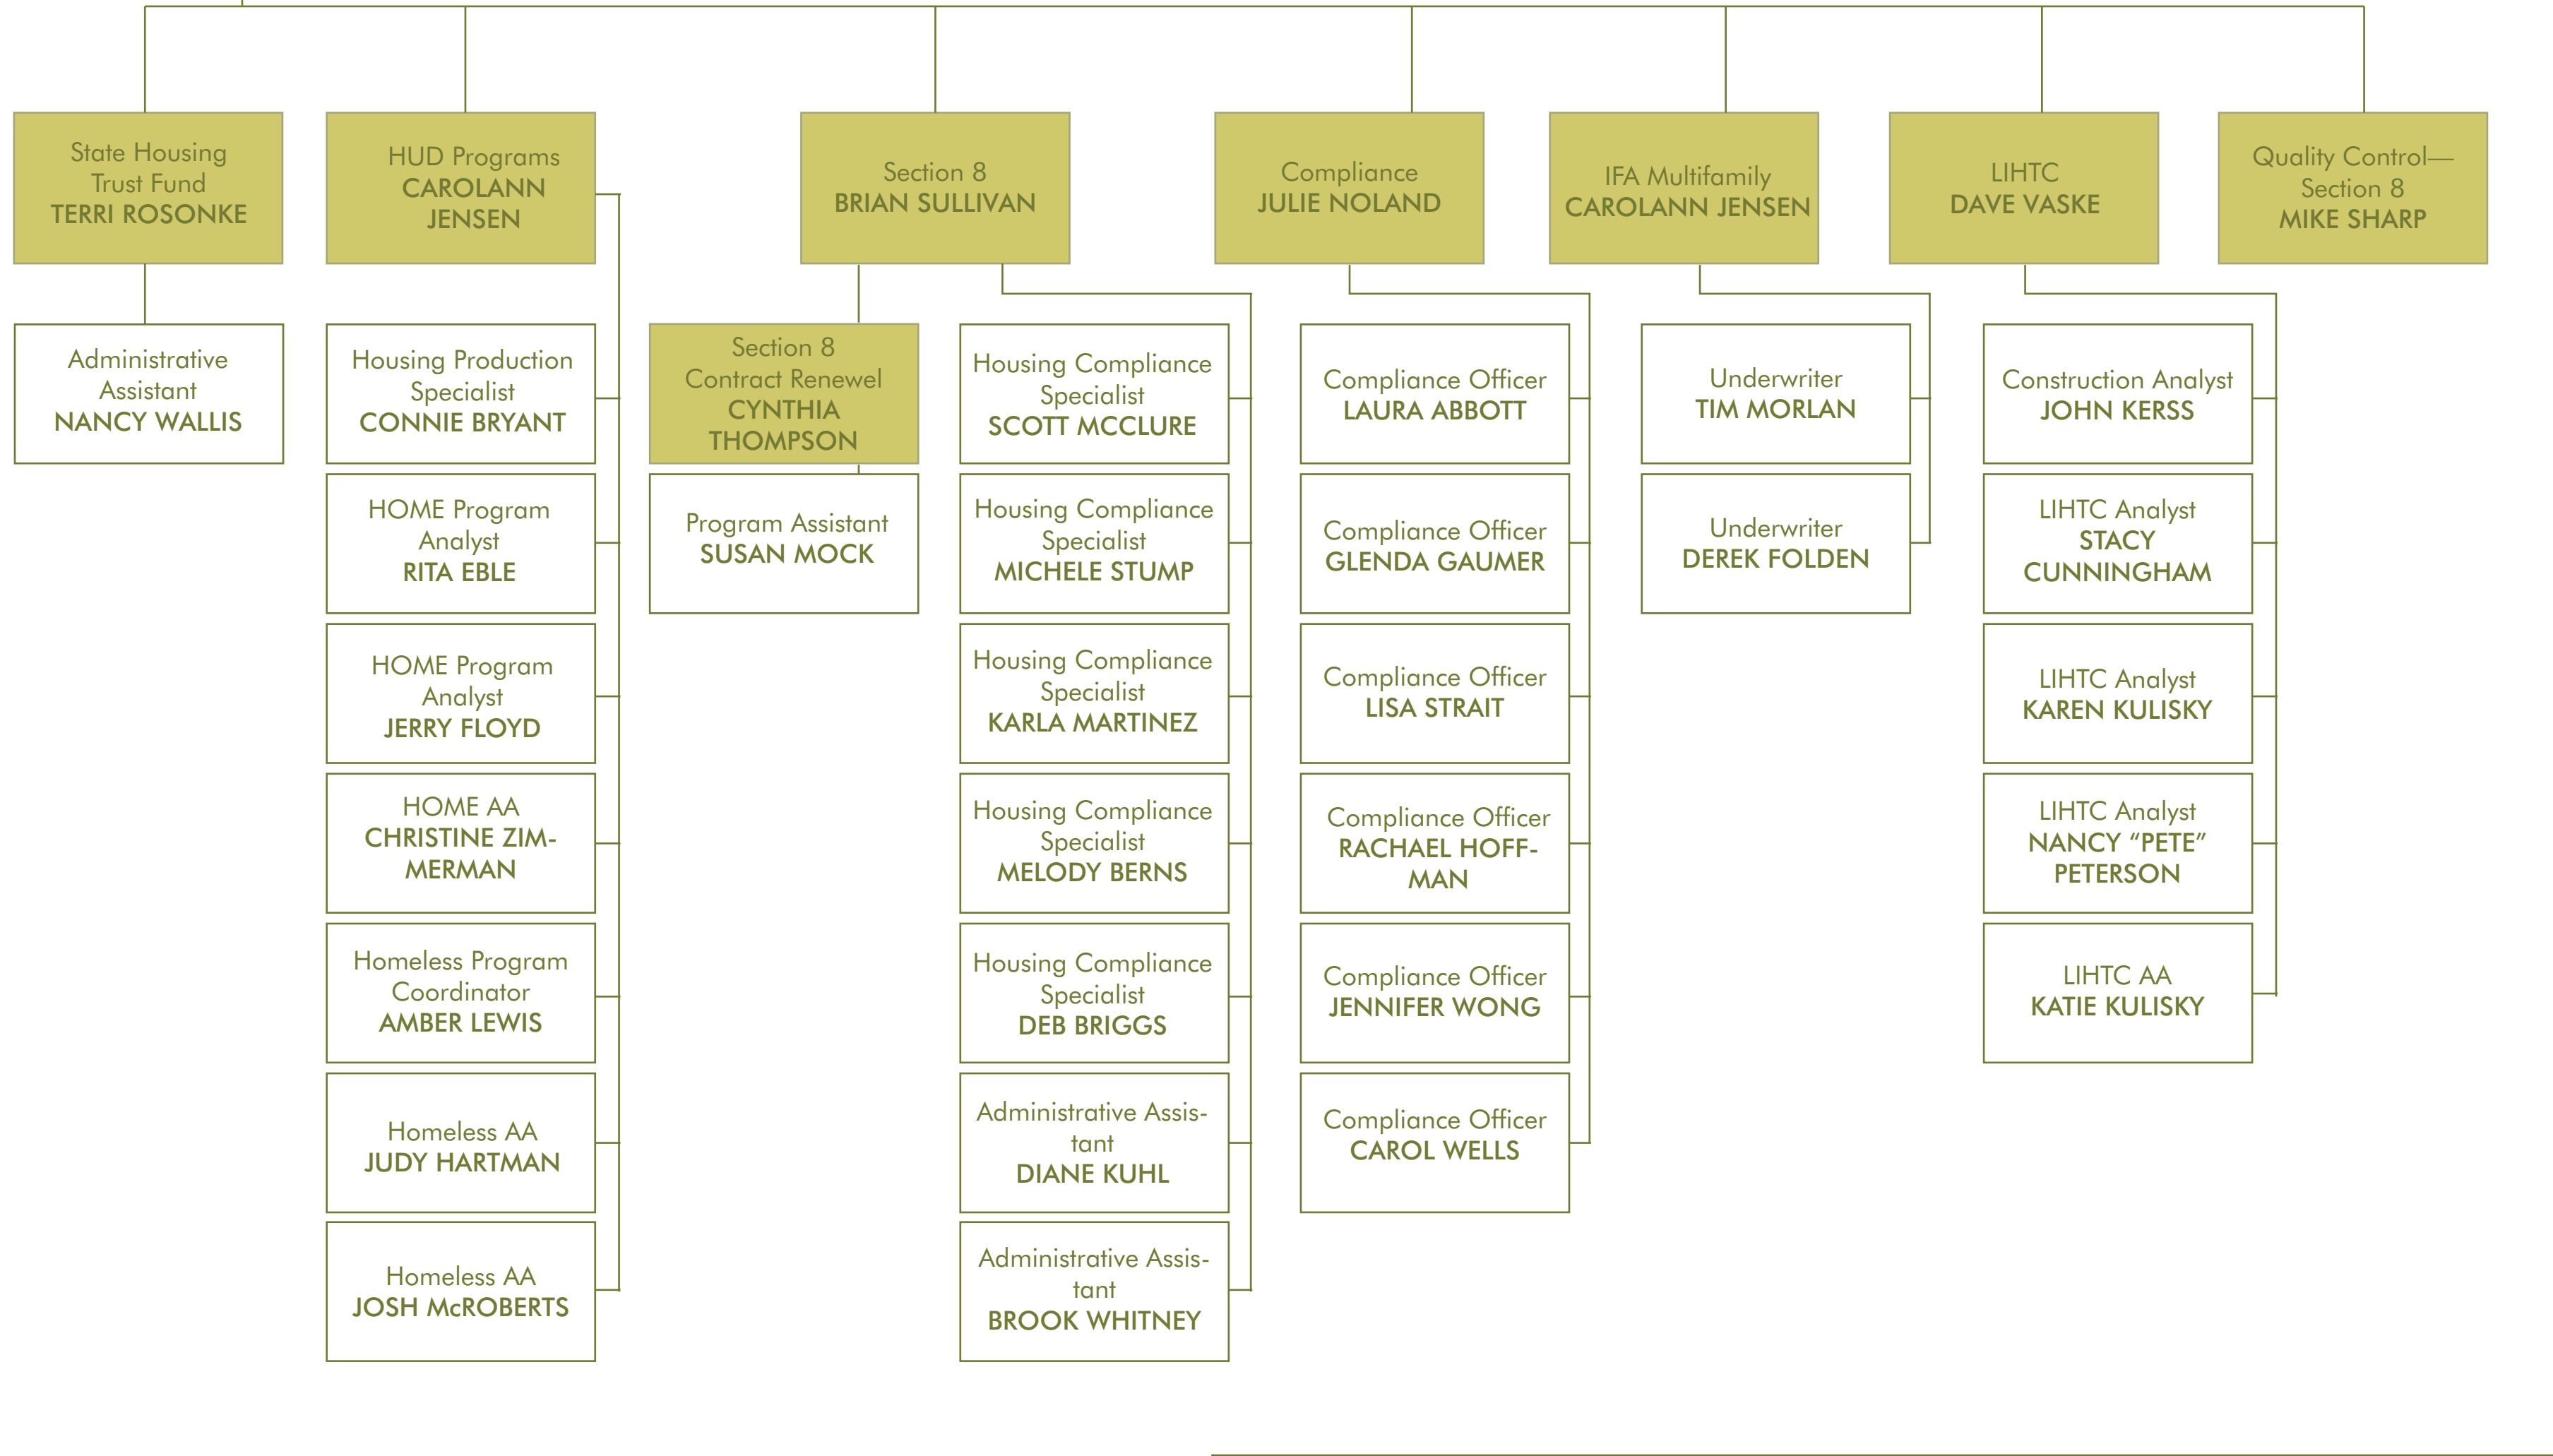 State Housing
Trust Fund
TERRI ROSONKE
HUD Programs
CAROLANN
JENSEN
Section 8
BRIAN SULLIVAN
Compliance
JULIE NOLAND
IFA Multifamily
CAROLANN JENSEN
LIHTC
DAVE VASKE
Quality Control—
Section 8
MIKE SHARP
Administrative
Assistant
NANCY WALLIS
Housing Production
Specialist
CONNIE BRYANT
HOME Program
Analyst
RITA EBLE
HOME Program
Analyst
JERRY FLOYD
HOME AA
CHRISTINE ZIM-
MERMAN
Homeless Program
Coordinator
AMBER LEWIS
Homeless AA
JUDY HARTMAN
Homeless AA
JOSH McROBERTS
Section 8
Contract Renewel
CYNTHIA
THOMPSON
Program Assistant
SUSAN MOCK
Housing Compliance
Specialist
SCOTT MCCLURE
Housing Compliance
Specialist
MICHELE STUMP
Housing Compliance
Specialist
KARLA MARTINEZ
Housing Compliance
Specialist
MELODY BERNS
Housing Compliance
Specialist
DEB BRIGGS
Administrative Assis-
tant
DIANE KUHL
Administrative Assis-
tant
BROOK WHITNEY
Compliance Officer
LAURA ABBOTT
Compliance Officer
GLENDA GAUMER
Compliance Officer
LISA STRAIT
Compliance Officer
RACHAEL HOFF-
MAN
Compliance Officer
JENNIFER WONG
Compliance Officer
CAROL WELLS
Underwriter
TIM MORLAN
Underwriter
DEREK FOLDEN
Construction Analyst
JOHN KERSS
LIHTC Analyst
STACY
CUNNINGHAM
LIHTC Analyst
KAREN KULISKY
LIHTC Analyst
NANCY “PETE”
PETERSON
LIHTC AA
KATIE KULISKY